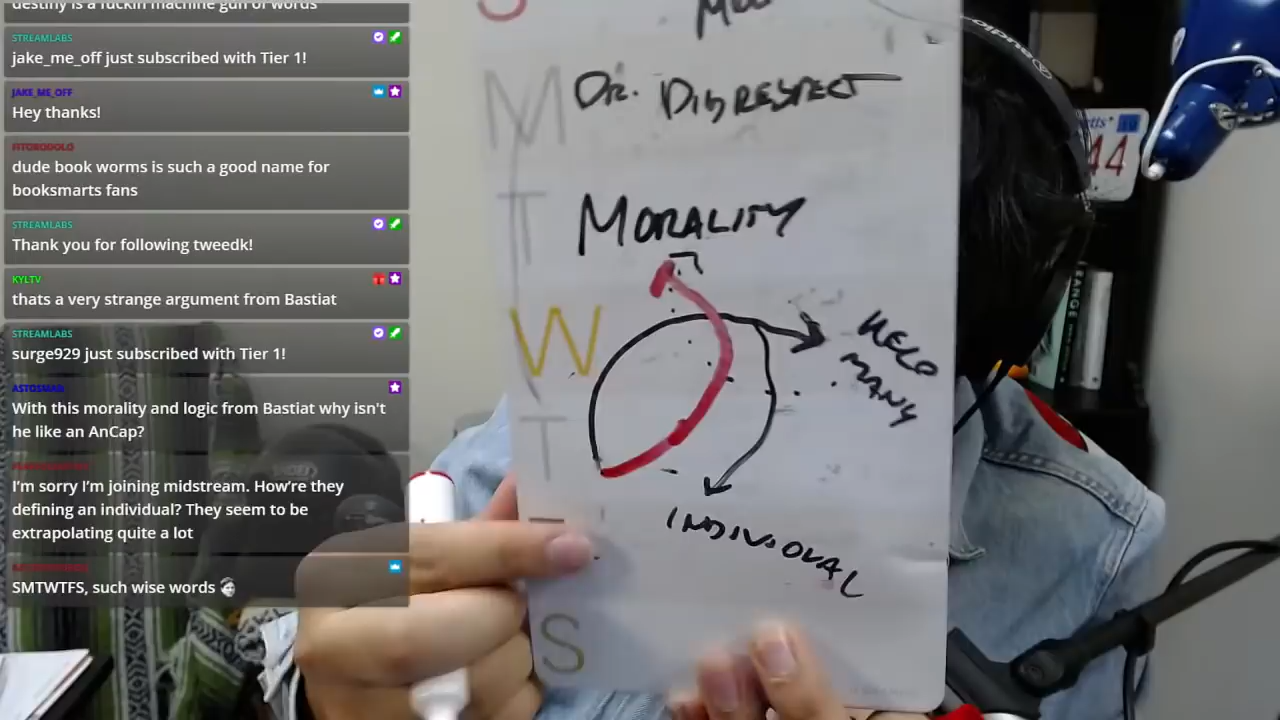 destiny is a fuckin machine gun of words
STREAMLABS
jake_me_off just subscribed with Tier 1!
JAKE_ME_OFF
Hey thanks!
FITORODOLO
dude book worms is such a good name for
booksmarts fans
STREAMLABS
Thank you for following tweedk!
KYLTV
thats a very strange argument from Bastiat
STREAMLABS
surge929 just subscribed with Tier 1!
With this morality and logic from Bastiat why isn't
he like an AnCap?
I'm sorry I'm joining midstream. How're they
defining an individual? They seem to be
extrapolating quite a lot
SMTWTFS, such wise words
S
M DR. DISRESPECT
T MORALITY
W
T
INDIVIDUAL
S
44